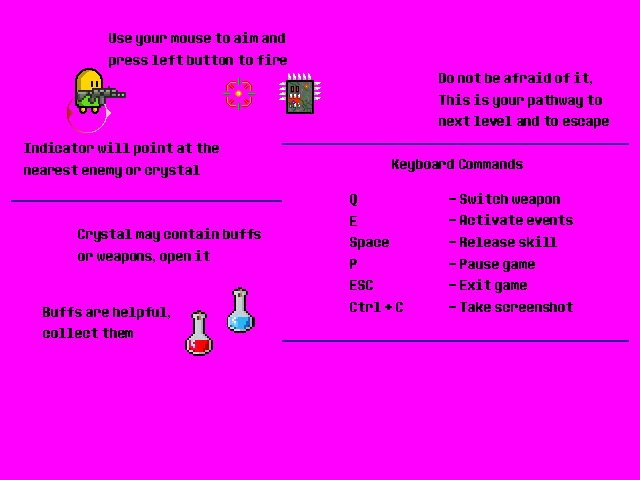 Use your mouse to aim and
press left button to fire
Do not be afraid of it,
This is your pathway to
next level and to escape
Indicator will point at the
nearest enemy or crystal
Keyboard Commands
Q - Switch weapon
E - Activate events
Space - Release skill
P - Pause game
ESC - Exit game
Ctrl + C - Take screenshot
Crystal may contain buffs
or weapons, open it
Buffs are helpful,
collect them